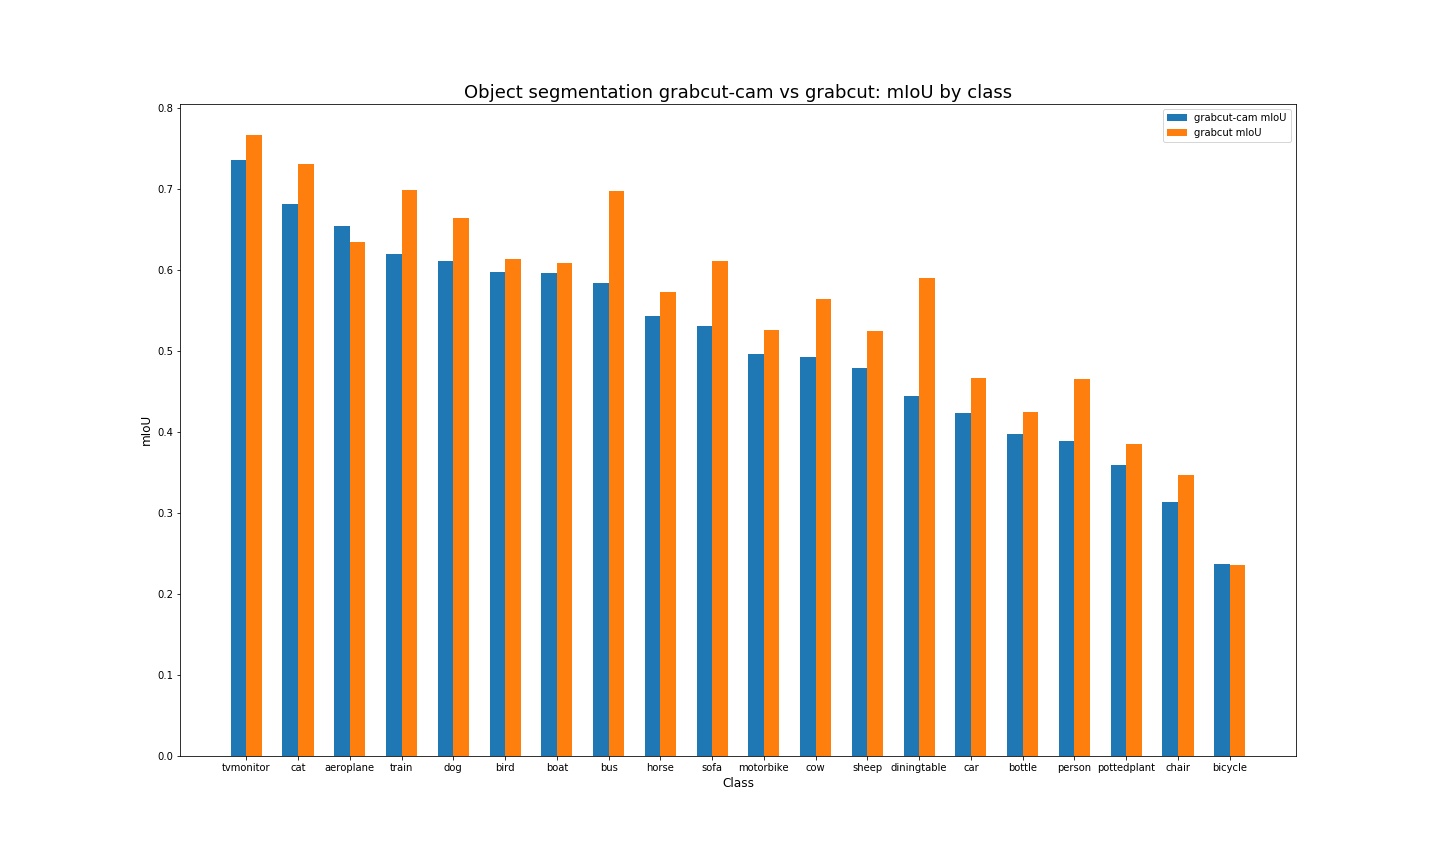 Object segmentation grabcut-cam vs grabcut: mIoU by class
grabcut-cam mIoU
grabcut mIoU
mIoU
0.8
0.7
0.6
0.5
0.4
0.3
0.2
0.1
0.0
tvmonitor cat aeroplane train dog bird boat bus horse sofa motorbike cow sheep diningtable car bottle person pottedplant chair bicycle
Class